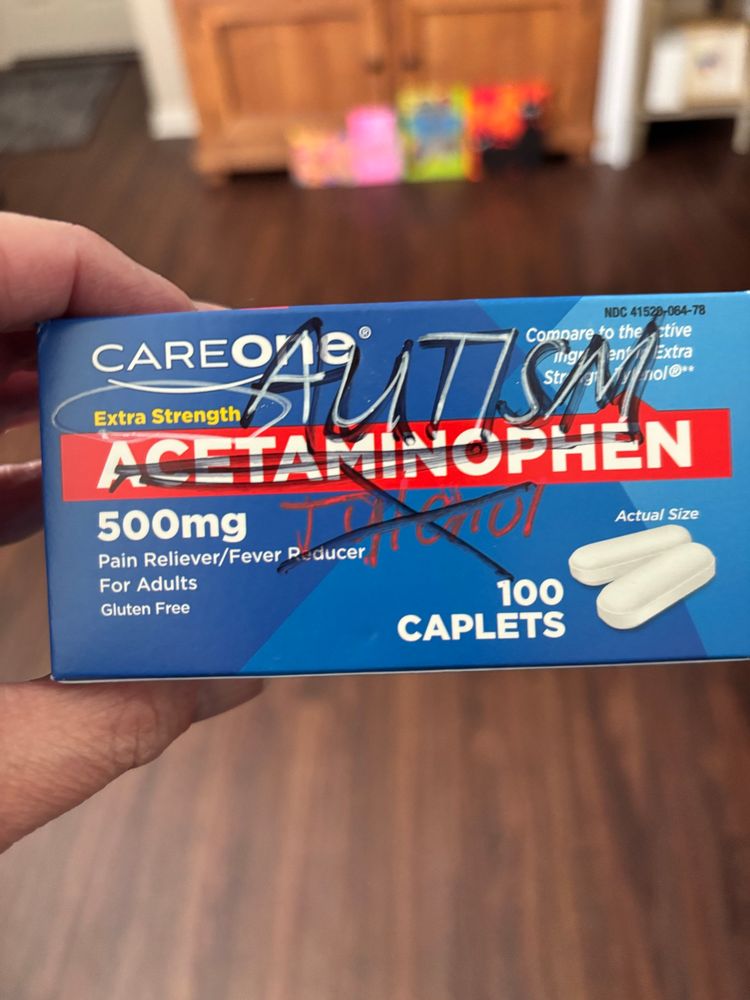 NDC 41520-064-78
CAREone®
AUTISM
Compare to the active
ingredient in Extra
Strength Tylenol®**
Extra Strength
ACETAMINOPHEN
Tylenol
500mg
Actual Size
Pain Reliever/Fever Reducer
For Adults
Gluten Free
100
CAPLETS